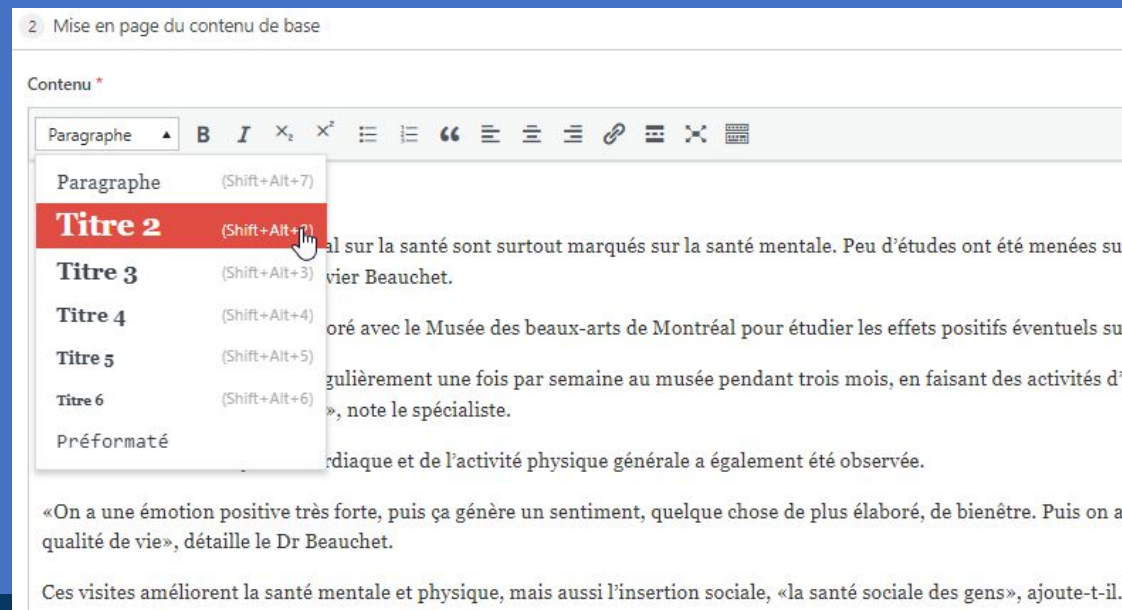 2 Mise en page du contenu de base
Contenu *
Paragraphe
B I X₂ X²
Paragraphe (Shift+Alt+7)
Titre 2 (Shift+Alt+2)
al sur la santé sont surtout marqués sur la santé mentale. Peu d’études ont été menées su
Titre 3 (Shift+Alt+3)
vier Beauchet.
Titre 4 (Shift+Alt+4)
oré avec le Musée des beaux-arts de Montréal pour étudier les effets positifs éventuels su
Titre 5 (Shift+Alt+5)
gulièrement une fois par semaine au musée pendant trois mois, en faisant des activités d’
Titre 6 (Shift+Alt+6)
», note le spécialiste.
Préformaté
rdiaque et de l’activité physique générale a également été observée.
«On a une émotion positive très forte, puis ça génère un sentiment, quelque chose de plus élaboré, de bienêtre. Puis on a
qualité de vie», détaille le Dr Beauchet.
Ces visites améliorent la santé mentale et physique, mais aussi l’insertion sociale, «la santé sociale des gens», ajoute-t-il.